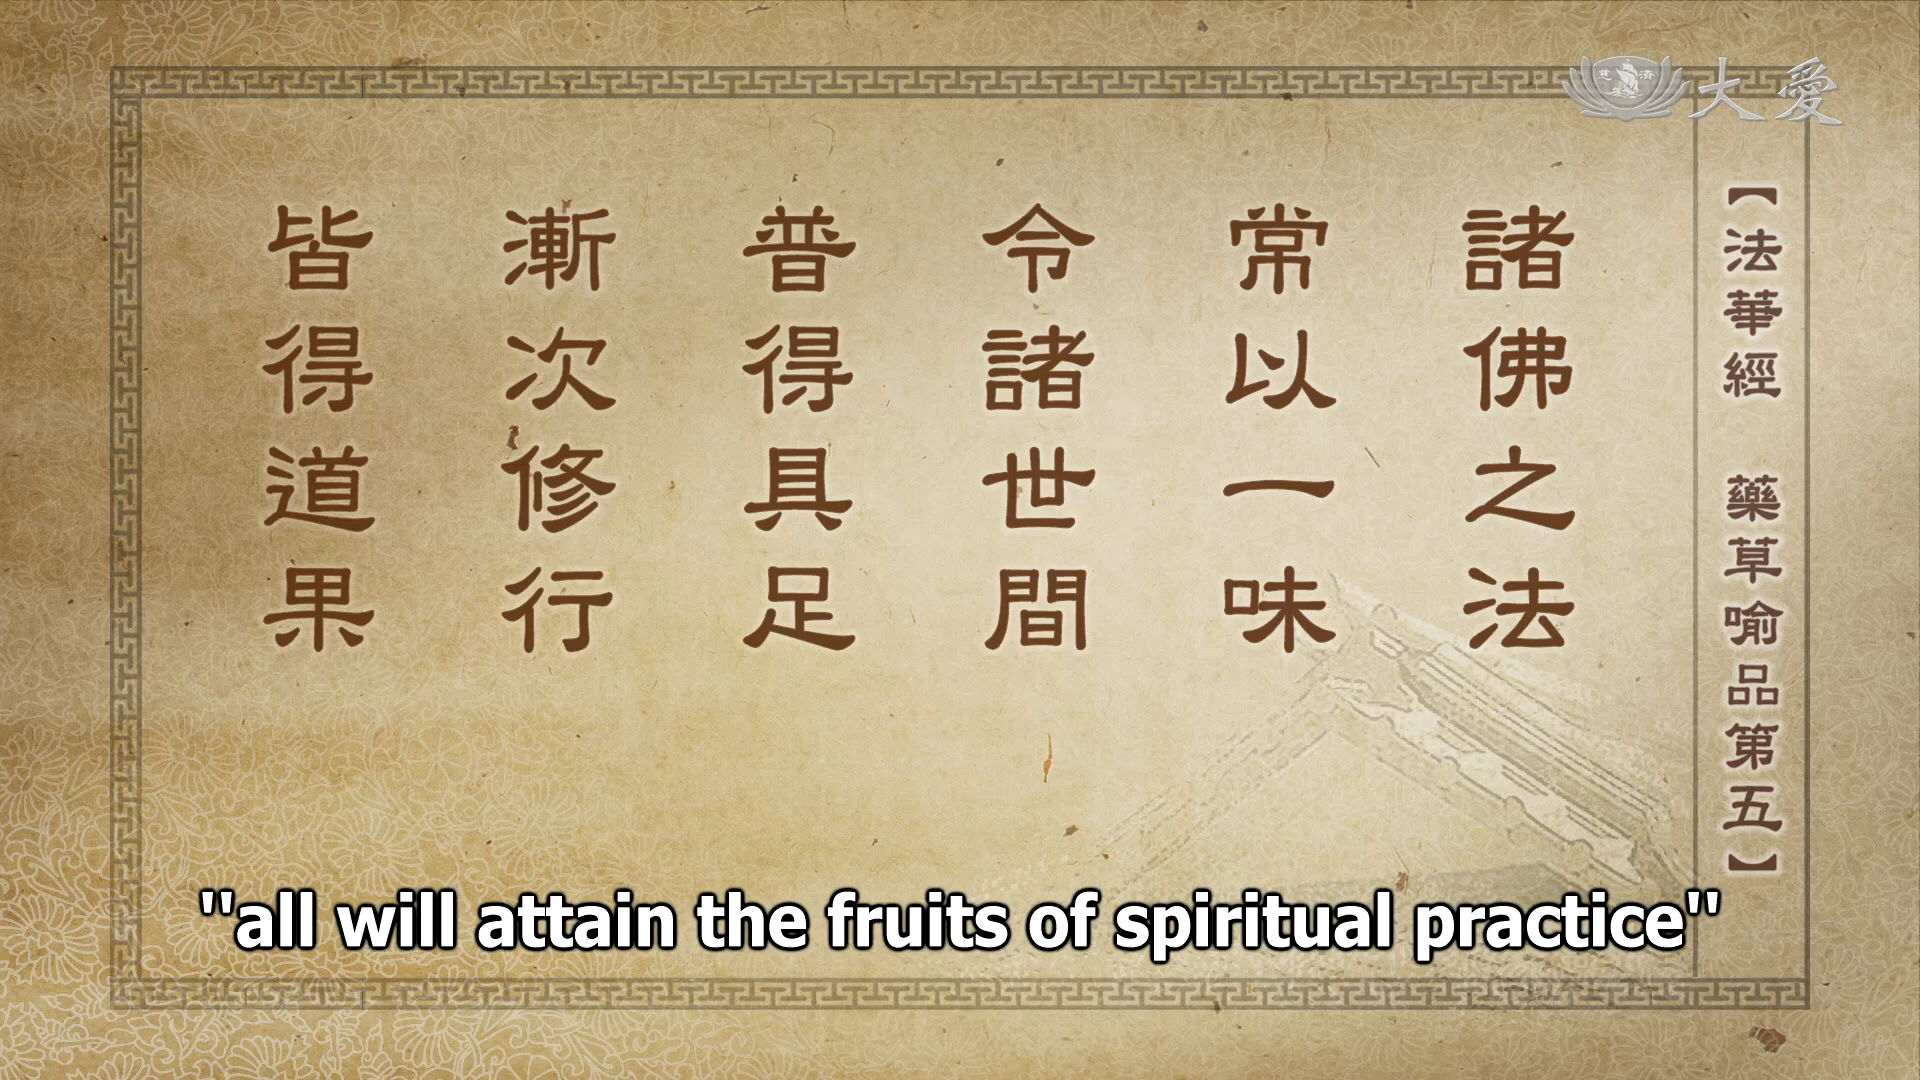 大愛
慈濟
【法華經 藥草喻品第五】
諸佛之法
常以一味
令諸世間
普得具足
漸次修行
皆得道果
"all will attain the fruits of spiritual practice"